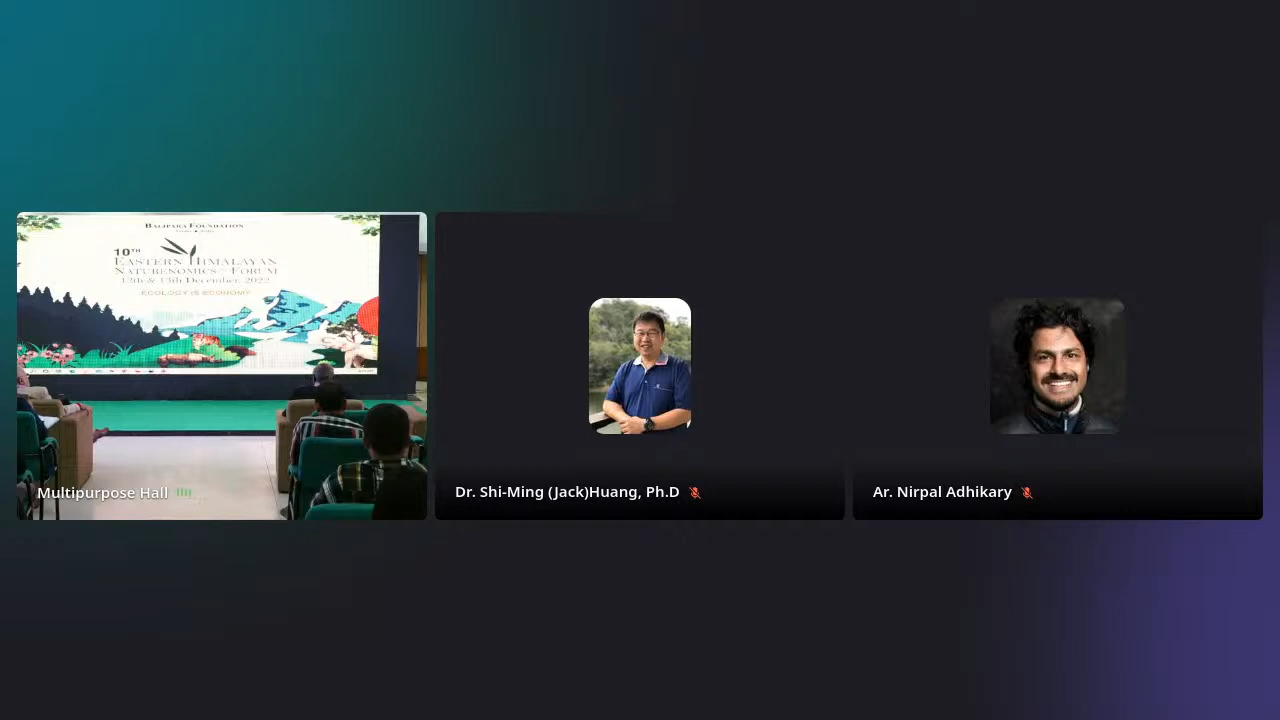 BALIPARA FOUNDATION
10TH
EASTERN HIMALAYAN
NATURENOMICS FORUM
12th & 13th December, 2022
ECOLOGY IS ECONOMY
Multipurpose Hall
Dr. Shi-Ming (Jack)Huang, Ph.D
Ar. Nirpal Adhikary